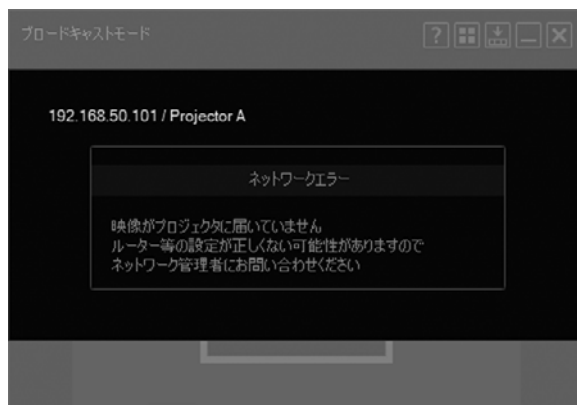 ブロードキャストモード
?
192.168.50.101 / Projector A
ネットワークエラー
映像がプロジェクタに届いていません
ルーター等の設定が正しくない可能性がありますので
ネットワーク管理者にお問い合わせください